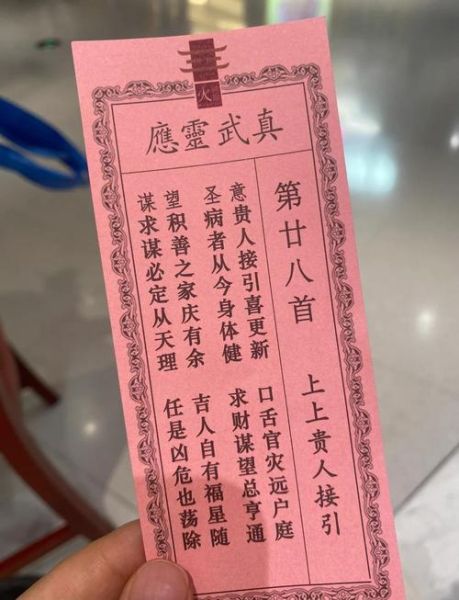 真武靈應
第廿八首 上上貴人接引
意贵人接引喜更新 口舌官灾远户庭
圣病者从今身体健 求财谋望总亨通
望积善之家庆有余 吉人自有福星随
谋求谋必定从天理 任是凶危也荡除